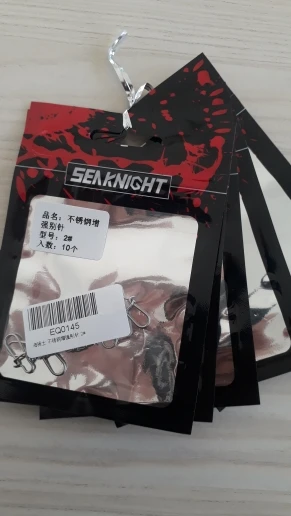 SEAKNIGHT
品名：不锈钢增
强别针
型号：2#
入数：10个
EQ0145